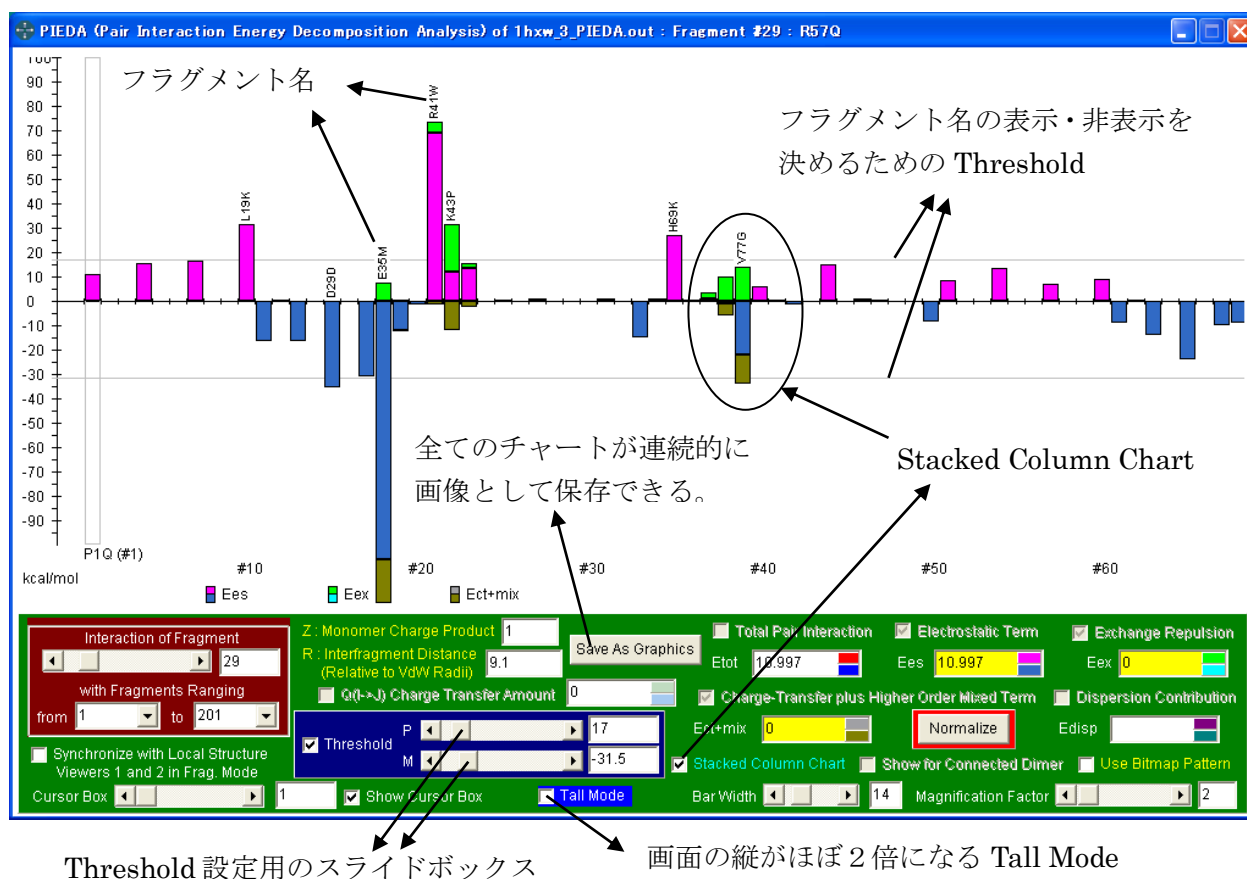 PIEDA (Pair Interaction Energy Decomposition Analysis) of 1hxw_3_PIEDA.out : Fragment #29 : R57Q
100
90
80
70
60
50
40
30
20
10
0
-10
-20
-30
-40
-50
-60
-70
-80
-90
kcal/mol
フラグメント名
フラグメント名の表示・非表示を
決めるための Threshold
L19K
D29D
E35M
R41W
K43P
H69K
V77G
全てのチャートが連続的に
画像として保存できる。
Stacked Column Chart
P1Q (#1)
#10
#20
#30
#40
#50
#60
Ees
Eex
Ect+mix
Interaction of Fragment
29
with Fragments Ranging
from 1 to 201
Synchronize with Local Structure
Viewers 1 and 2 in Frag. Mode
Cursor Box 1
Show Cursor Box
Tall Mode
Z : Monomer Charge Product 1
R : Interfragment Distance
(Relative to VdW Radii) 9.1
Q(I->J) Charge Transfer Amount 0
Threshold
P 17
M -31.5
Save As Graphics
Total Pair Interaction
Etot 10.997
Electrostatic Term
Ees 10.997
Exchange Repulsion
Eex 0
Charge-Transfer plus Higher Order Mixed Term
Ect+mix 0
Normalize
Dispersion Contribution
Edisp
Stacked Column Chart
Show for Connected Dimer
Use Bitmap Pattern
Bar Width 14
Magnification Factor 2
Threshold 設定用のスライドボックス
画面の縦がほぼ２倍になる Tall Mode